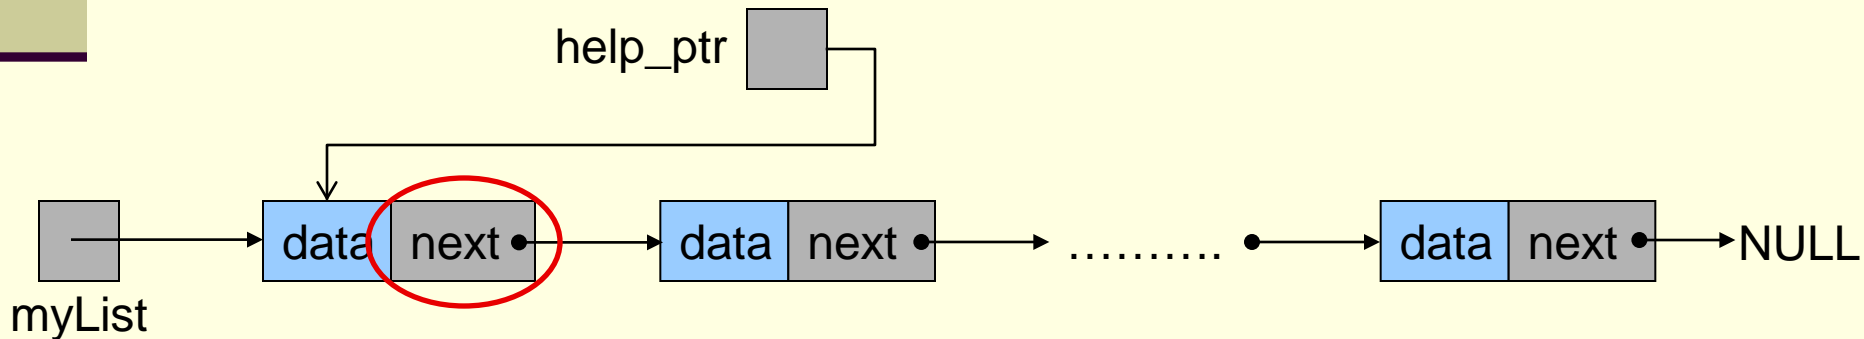 help_ptr
data next data next ………. data next NULL
myList